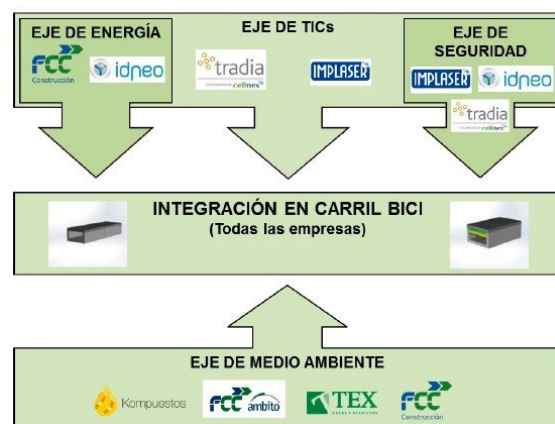 EJE DE ENERGÍA
FCC
Construcción
idneo
EJE DE TICs
tradia
cellnex
IMPLASER
EJE DE
SEGURIDAD
IMPLASER
idneo
tradia
cellnex
INTEGRACIÓN EN CARRIL BICI
(Todas las empresas)
EJE DE MEDIO AMBIENTE
Kompuestos
FCC
ámbito
TEX
FCC
Construcción